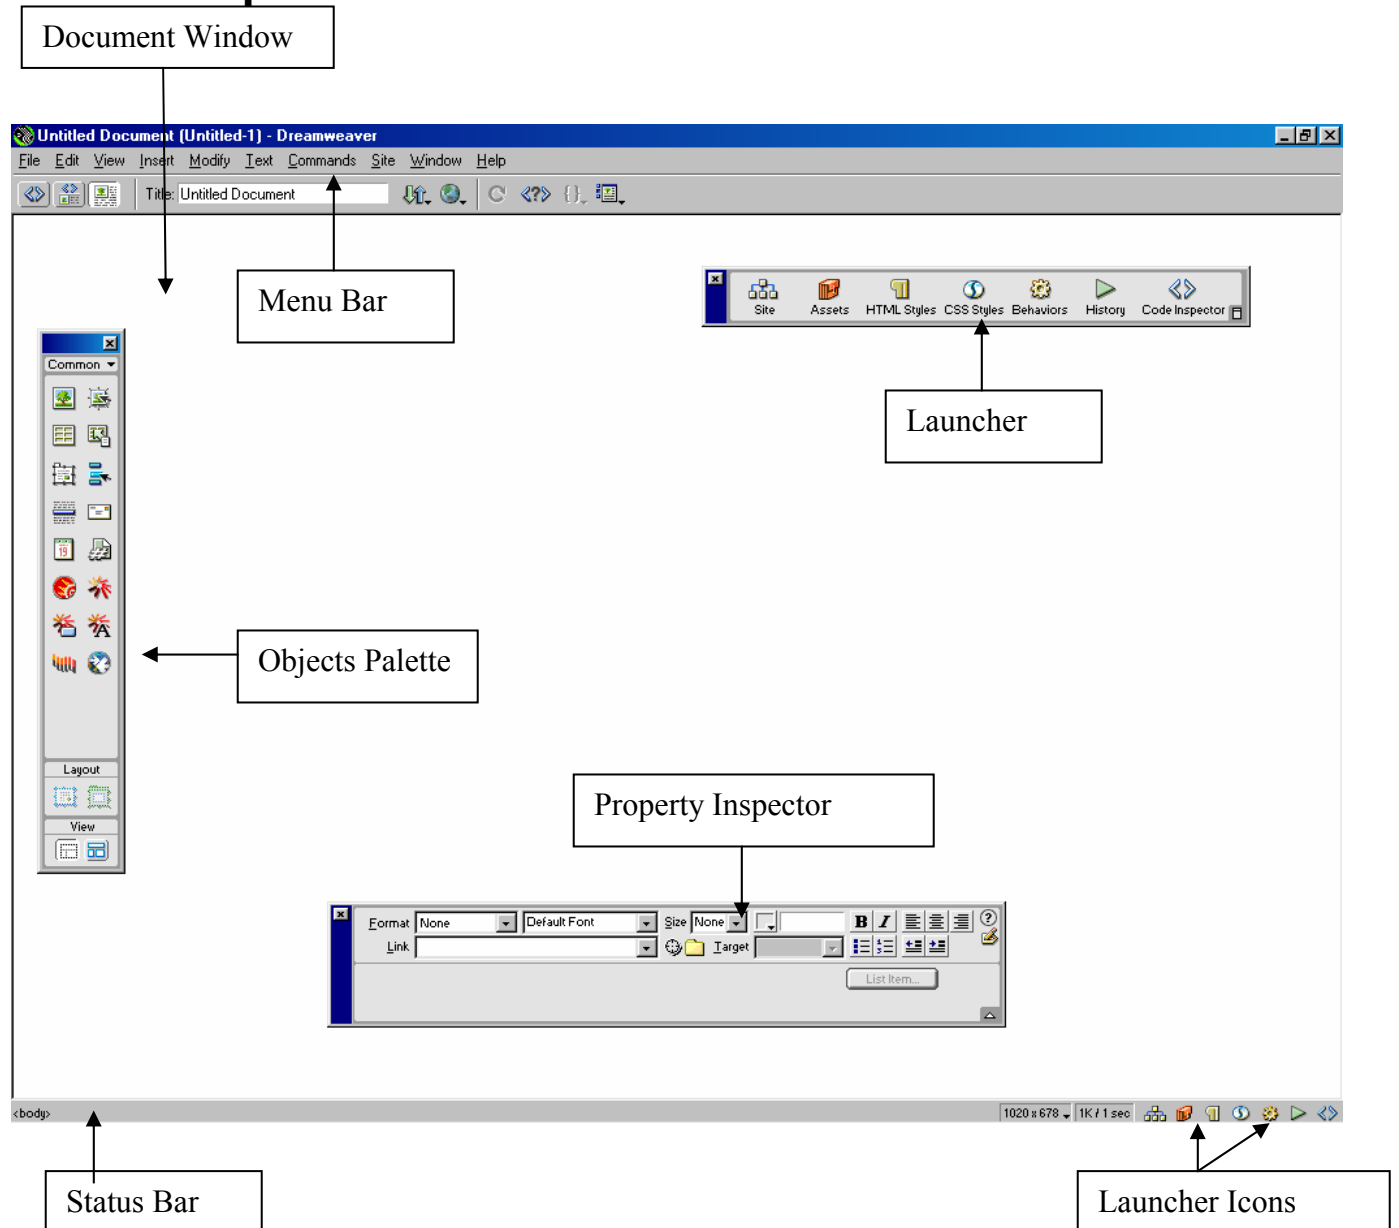 Document Window
Untitled Document (Untitled-1) - Dreamweaver
File Edit View Insert Modify Text Commands Site Window Help
Title: Untitled Document
Menu Bar
Site Assets HTML Styles CSS Styles Behaviors History Code Inspector
Common
Launcher
19
Objects Palette
Layout
View
Property Inspector
Format None Default Font Size None B I ?
Link Target
List Item...
<body> 1020 x 678 1K / 1 sec
Status Bar
Launcher Icons